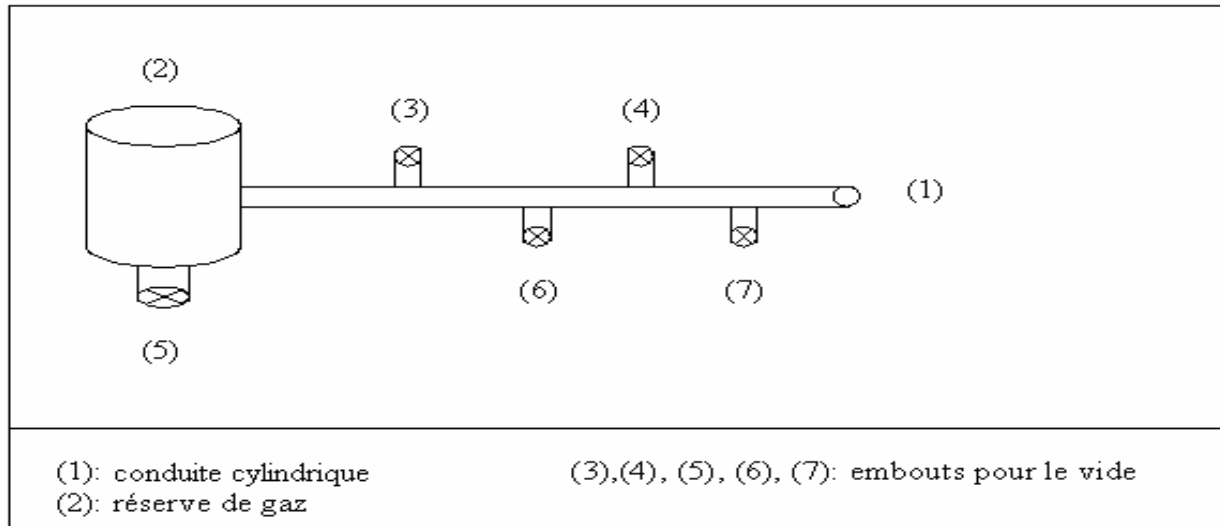 (2)
(3)
(4)
(1)
(6)
(7)
(5)
(1): conduite cylindrique
(3),(4), (5), (6), (7): embouts pour le vide
(2): réserve de gaz